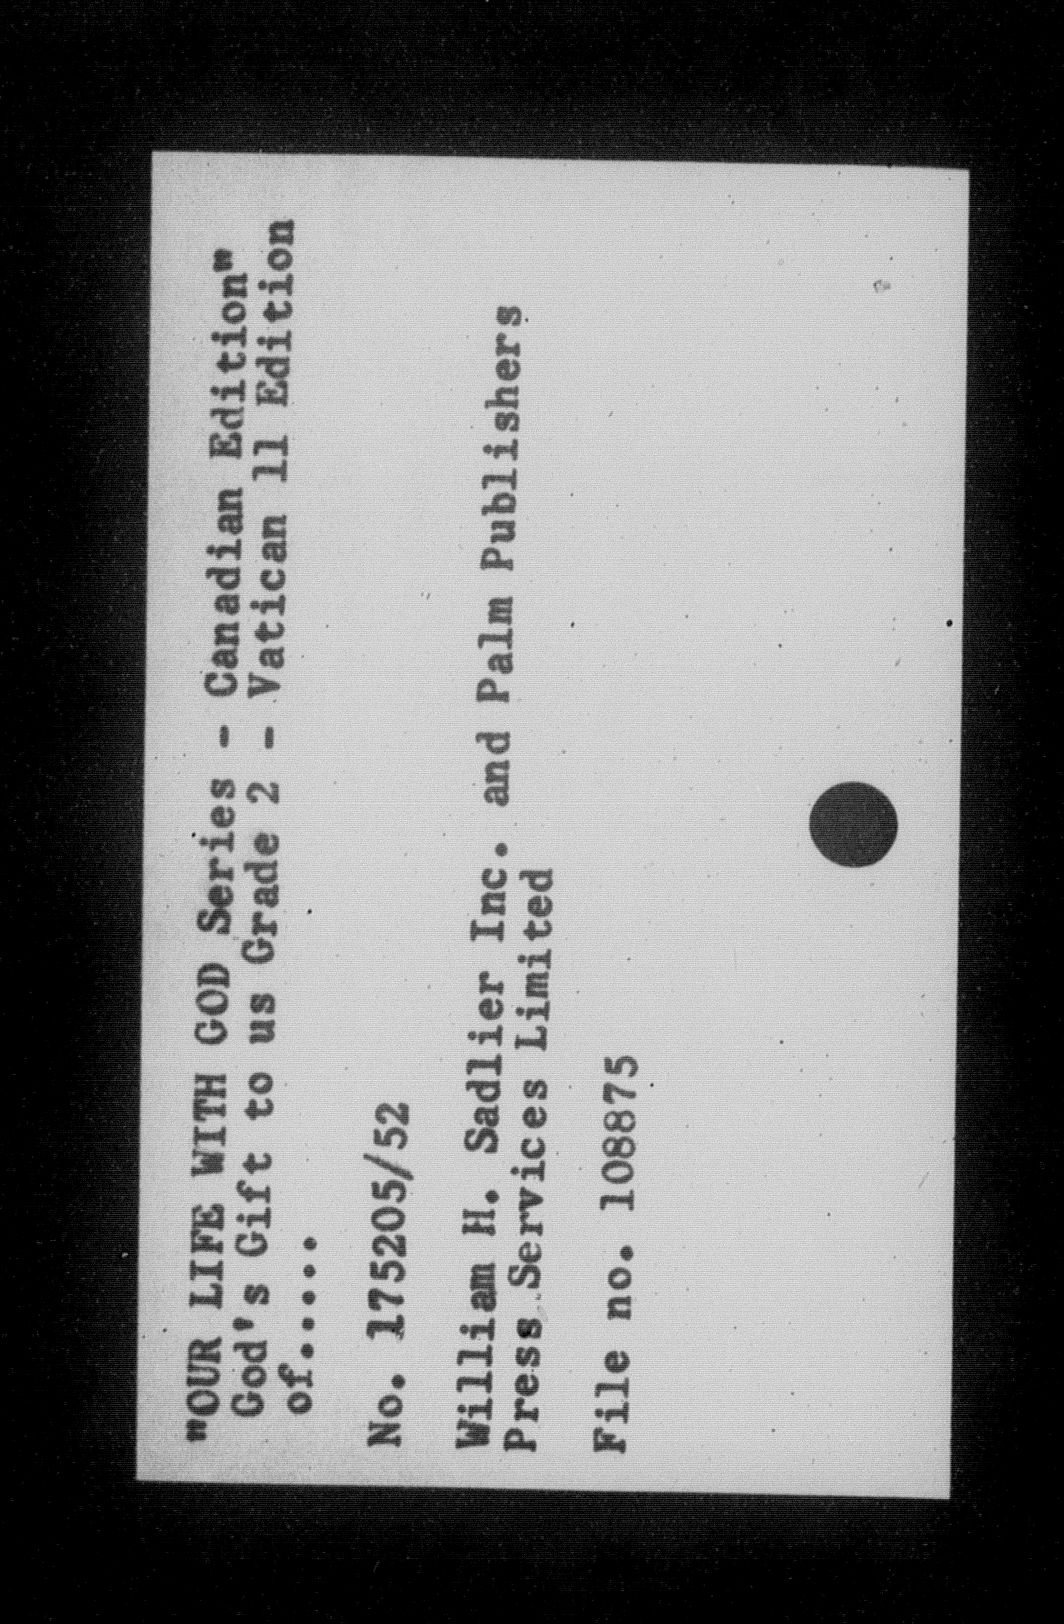 "OUR LIFE WITH GOD Series - Canadian Edition"
God's Gift to us Grade 2 - Vatican ll Edition
of......
No. 175205/52
William H. Sadlier Inc. and Palm Publishers
Press Services Limited
File no. 108875